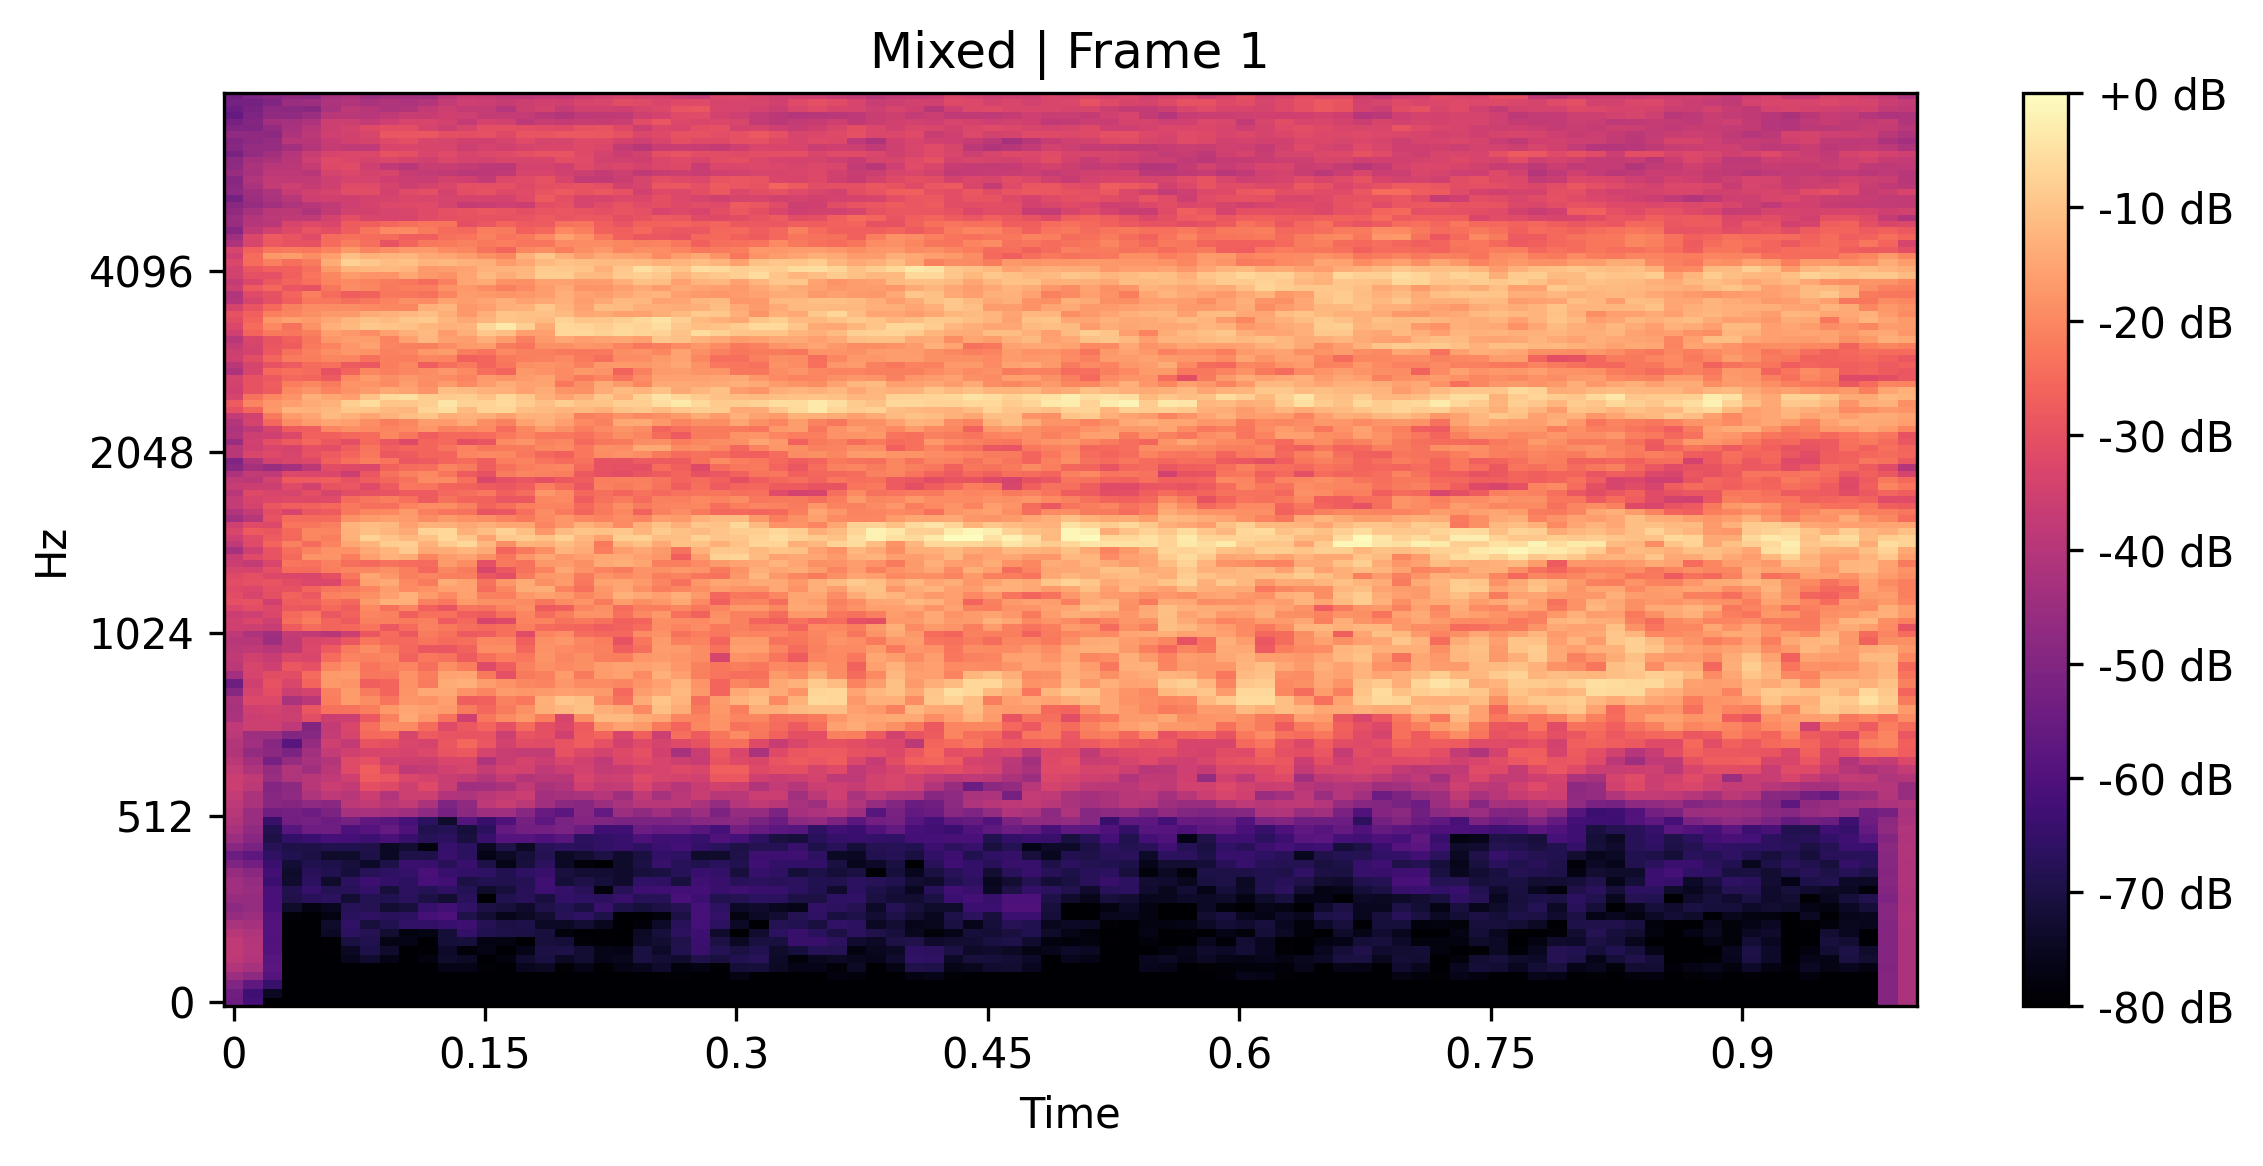 Mixed | Frame 1
+0 dB
-10 dB
-20 dB
-30 dB
-40 dB
-50 dB
-60 dB
-70 dB
-80 dB
4096
2048
1024
512
0
Hz
0 0.15 0.3 0.45 0.6 0.75 0.9
Time